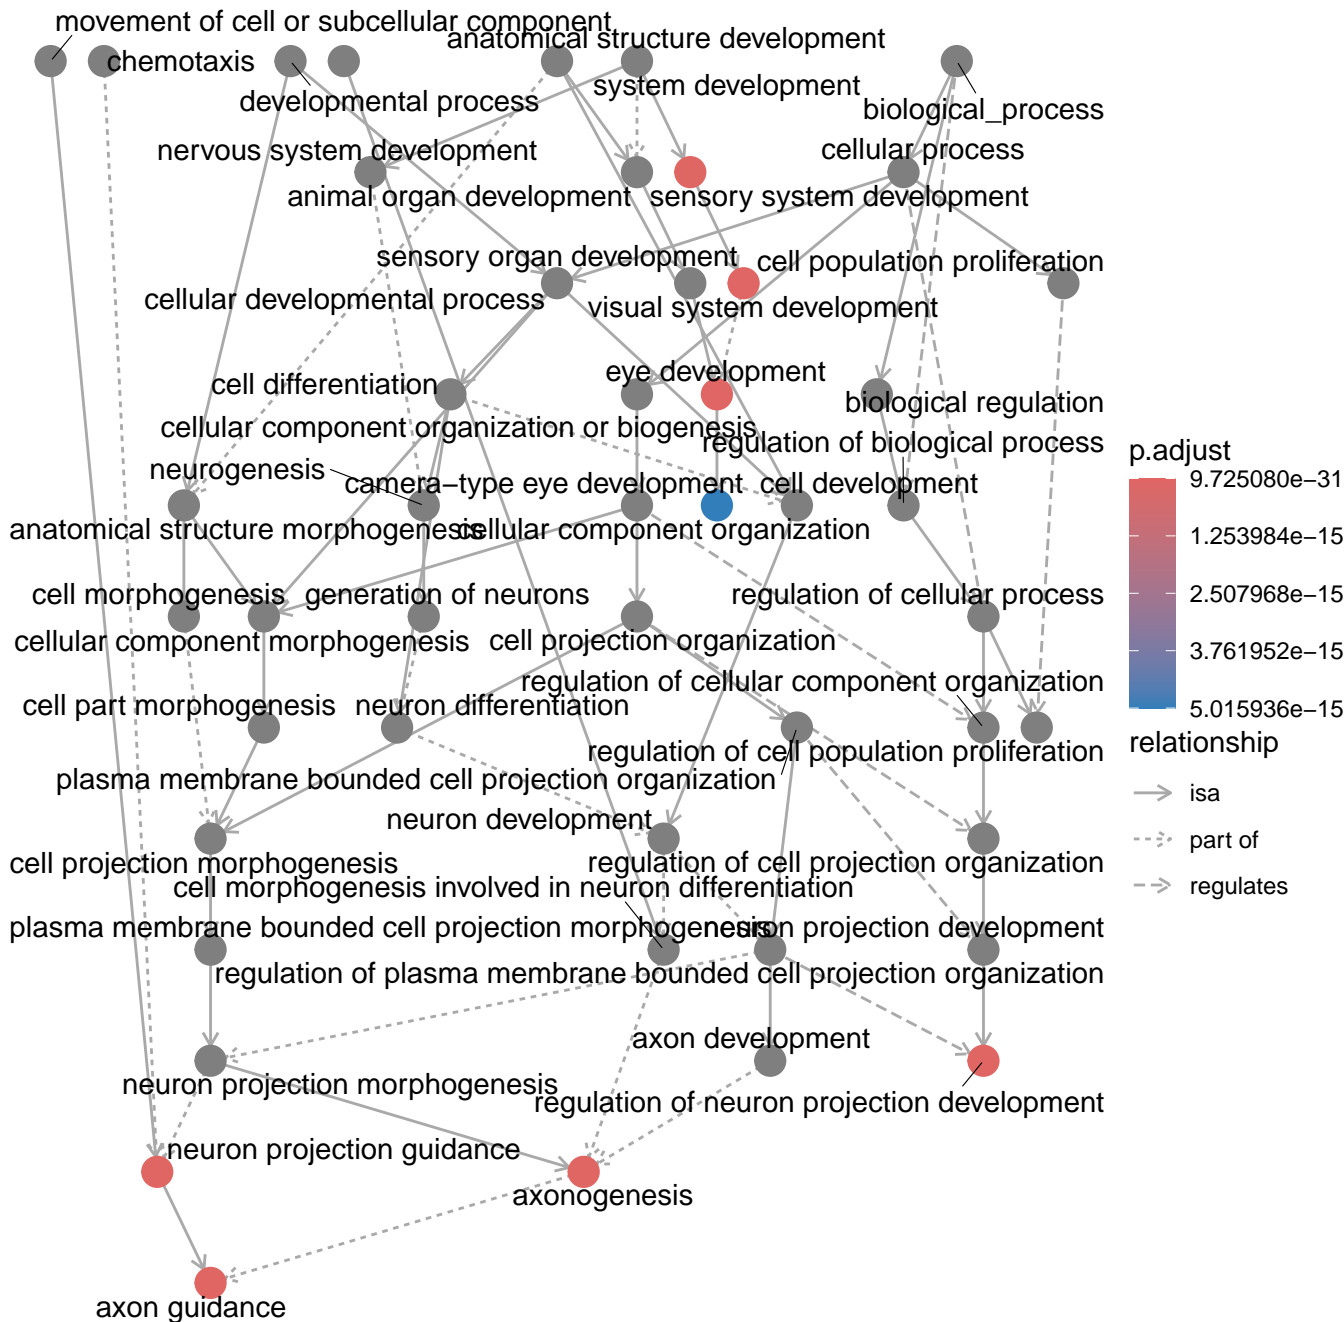 movement of cell or subcellular component
anatomical structure development
chemotaxis
system development
developmental process
biological_process
nervous system development
cellular process
animal organ development
sensory system development
sensory organ development
cell population proliferation
cellular developmental process
visual system development
eye development
cell differentiation
biological regulation
cellular component organization or biogenesis
regulation of biological process
neurogenesis
camera−type eye development
cell development
anatomical structure morphogenesis
cellular component organization
cell morphogenesis
generation of neurons
regulation of cellular process
cellular component morphogenesis
cell projection organization
regulation of cellular component organization
cell part morphogenesis
neuron differentiation
regulation of cell population proliferation
plasma membrane bounded cell projection organization
neuron development
cell projection morphogenesis
regulation of cell projection organization
cell morphogenesis involved in neuron differentiation
plasma membrane bounded cell projection morphogenesis
neuron projection development
regulation of plasma membrane bounded cell projection organization
axon development
neuron projection morphogenesis
regulation of neuron projection development
neuron projection guidance
axonogenesis
axon guidance
p.adjust
9.725080e−31
1.253984e−15
2.507968e−15
3.761952e−15
5.015936e−15
relationship
isa
part of
regulates